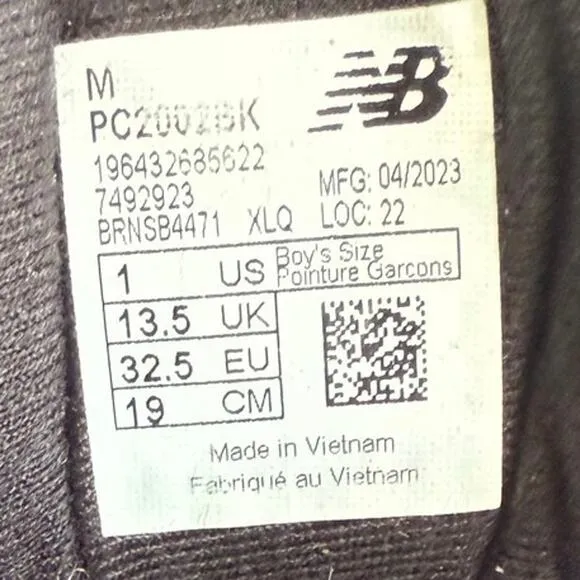 M
NB
PC2002BK
196432685622
7492923
MFG: 04/2023
BRNSB4471 XLQ LOC: 22
1 US Boy's Size
Pointure Garcons
13.5 UK
32.5 EU
19 CM
Made in Vietnam
Fabriqué au Vietnam